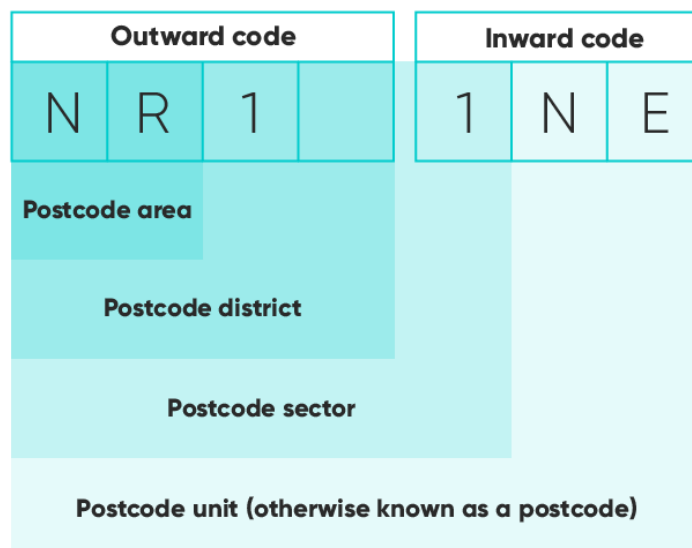 Outward code Inward code
N R 1 1 N E
Postcode area
Postcode district
Postcode sector
Postcode unit (otherwise known as a postcode)